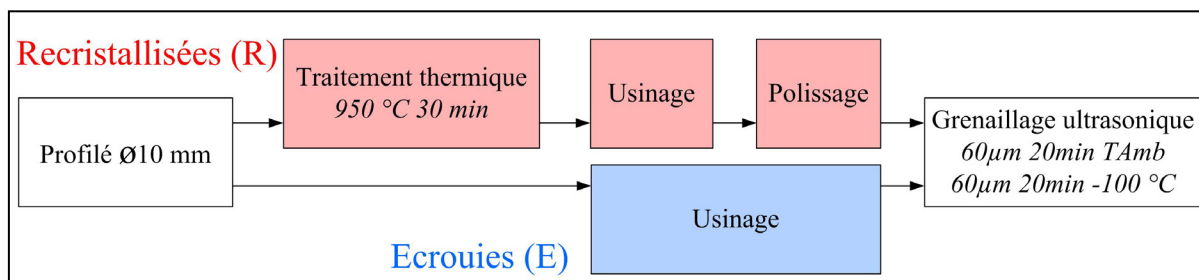 Recristallisées (R)
Traitement thermique
950 °C 30 min
Usinage
Polissage
Profilé Ø10 mm
Grenaillage ultrasonique
60µm 20min TAmb
60µm 20min -100 °C
Usinage
Ecrouies (E)